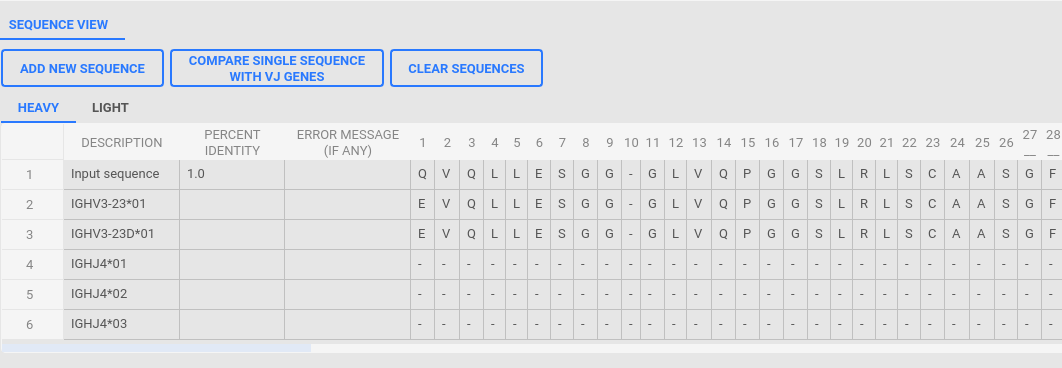 SEQUENCE VIEW
ADD NEW SEQUENCE
COMPARE SINGLE SEQUENCE
WITH VJ GENES
CLEAR SEQUENCES
HEAVY LIGHT
DESCRIPTION PERCENT IDENTITY ERROR MESSAGE (IF ANY) 1 2 3 4 5 6 7 8 9 10 11 12 13 14 15 16 17 18 19 20 21 22 23 24 25 26 27 28
1 Input sequence 1.0 Q V Q L L E S G G - G L V Q P G G S L R L S C A A S G F
2 IGHV3-23*01 E V Q L L E S G G - G L V Q P G G S L R L S C A A S G F
3 IGHV3-23D*01 E V Q L L E S G G - G L V Q P G G S L R L S C A A S G F
4 IGHJ4*01 - - - - - - - - - - - - - - - - - - - - - - - - - - - -
5 IGHJ4*02 - - - - - - - - - - - - - - - - - - - - - - - - - - - -
6 IGHJ4*03 - - - - - - - - - - - - - - - - - - - - - - - - - - - -